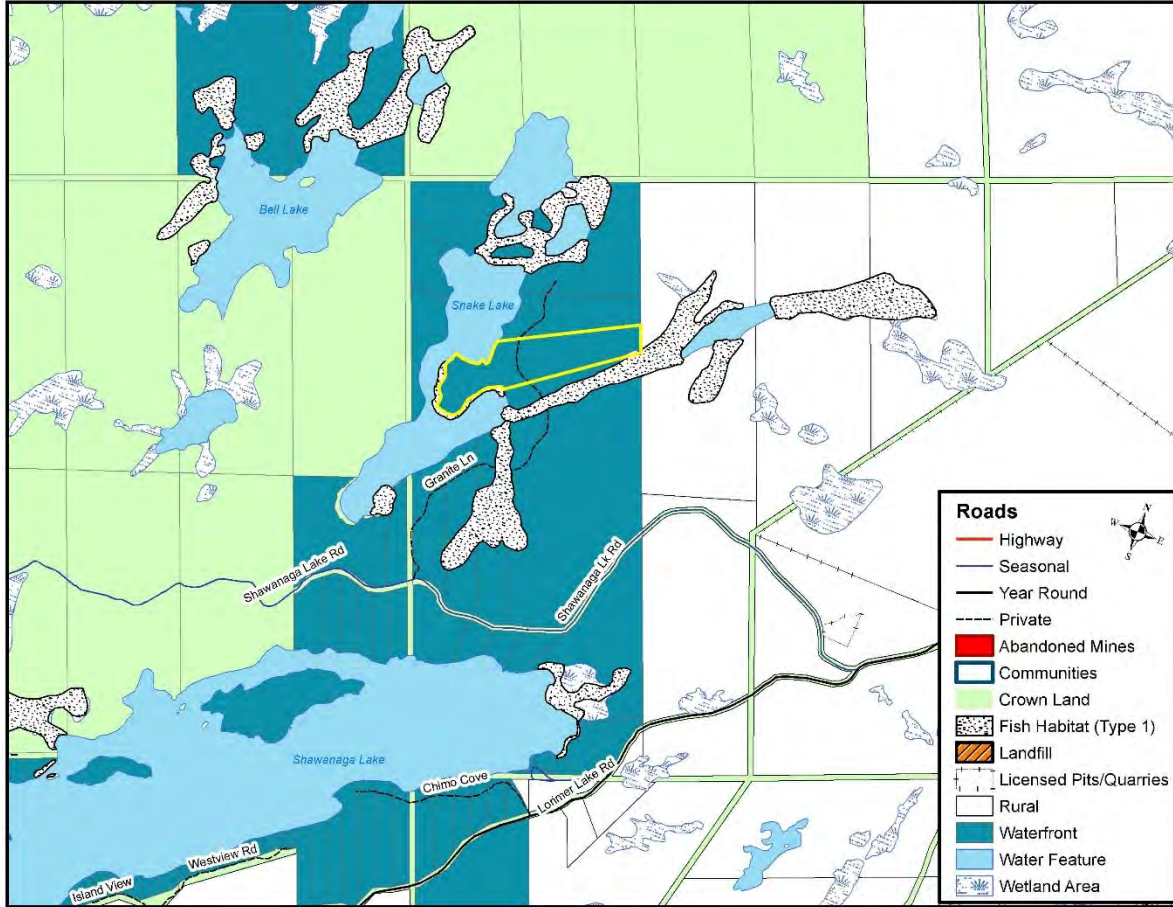 Bell Lake
Snake Lake
Granite Ln
Shawanaga Lake Rd
Shawanaga Lk Rd
Shawanaga Lake
Chimo Cove
Lorimer Lake Rd
Westview Rd
Island View
Roads
N
W
E
S
Highway
Seasonal
Year Round
Private
Abandoned Mines
Communities
Crown Land
Fish Habitat (Type 1)
Landfill
Licensed Pits/Quarries
Rural
Waterfront
Water Feature
Wetland Area